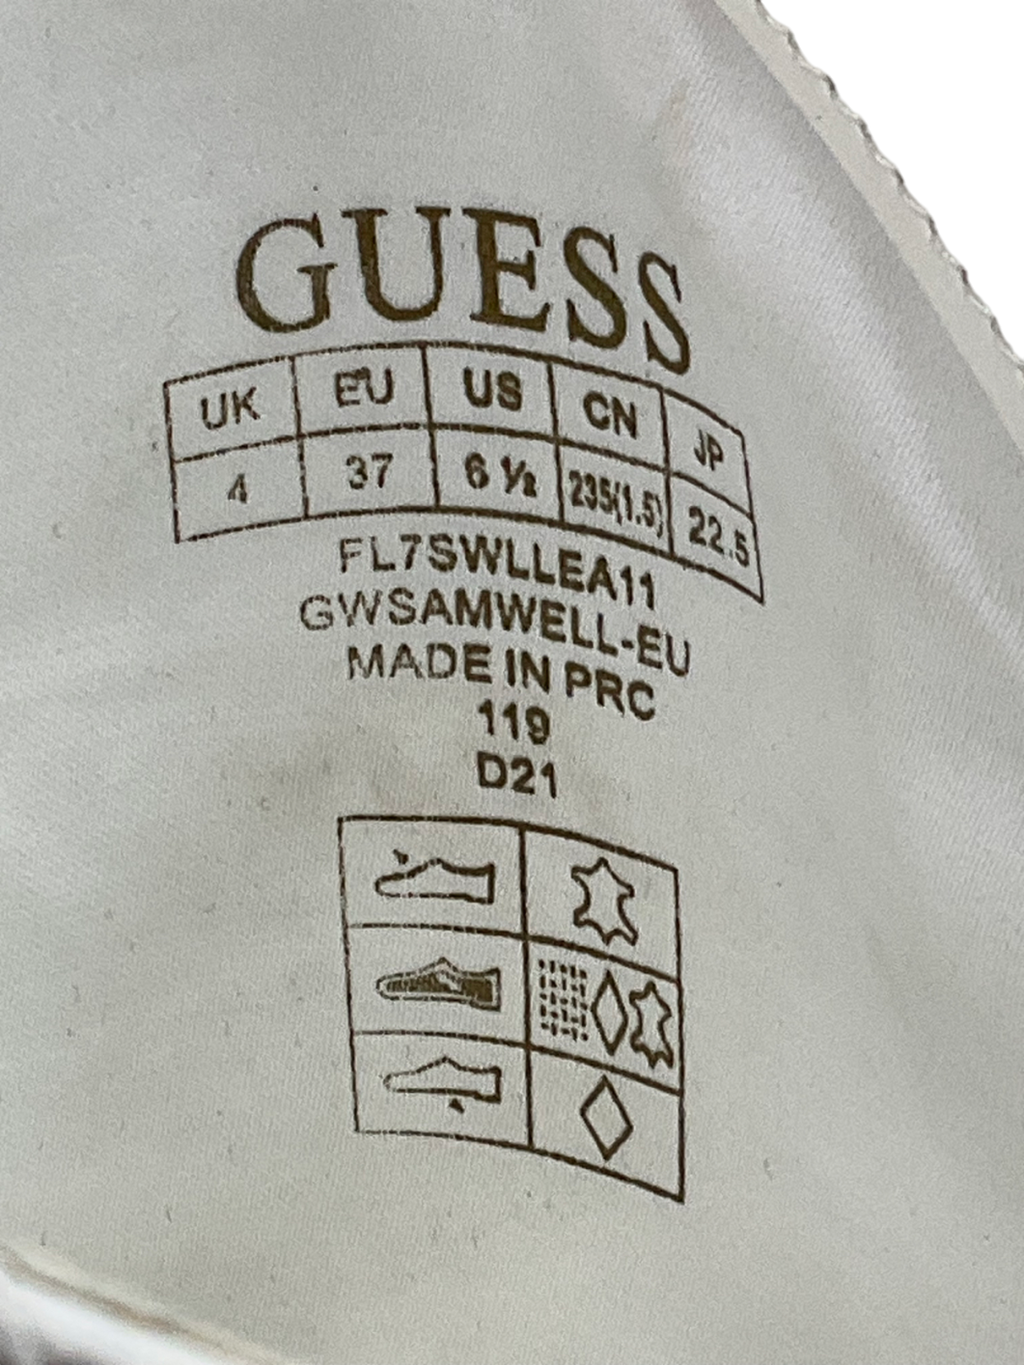 GUESS
UK EU US CN JP
4 37 6 ½ 235(1.5) 22.5
FL7SWLLEA11
GWSAMWELL-EU
MADE IN PRC
119
D21